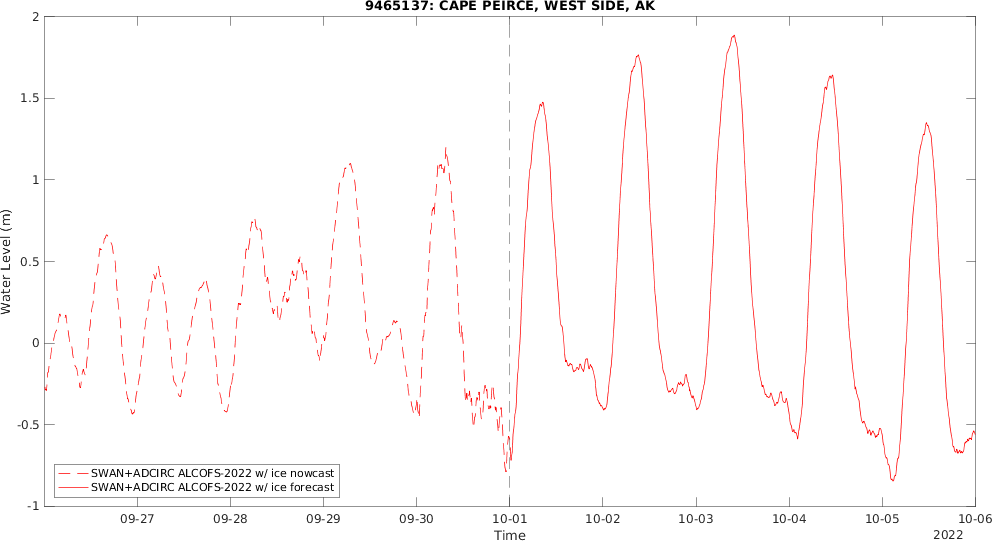 9465137: CAPE PEIRCE, WEST SIDE, AK
2
1.5
1
0.5
0
-0.5
-1
Water Level (m)
SWAN+ADCIRC ALCOFS-2022 w/ ice nowcast
SWAN+ADCIRC ALCOFS-2022 w/ ice forecast
09-27 09-28 09-29 09-30 10-01 10-02 10-03 10-04 10-05 10-06
Time
2022